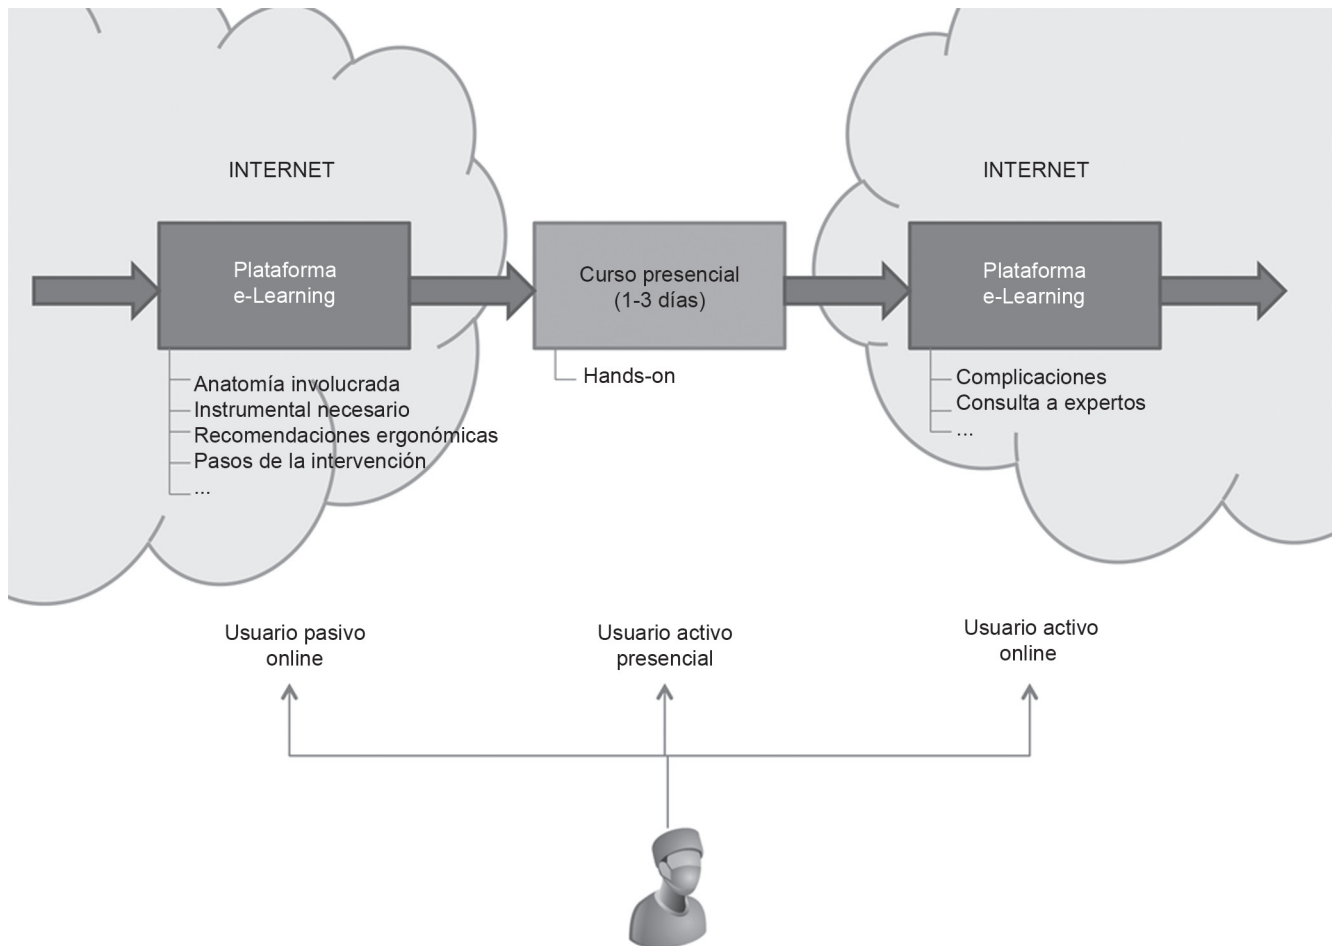 INTERNET
Plataforma
e-Learning
Anatomía involucrada
Instrumental necesario
Recomendaciones ergonómicas
Pasos de la intervención
...
Curso presencial
(1-3 días)
Hands-on
INTERNET
Plataforma
e-Learning
Complicaciones
Consulta a expertos
...
Usuario pasivo
online
Usuario activo
presencial
Usuario activo
online